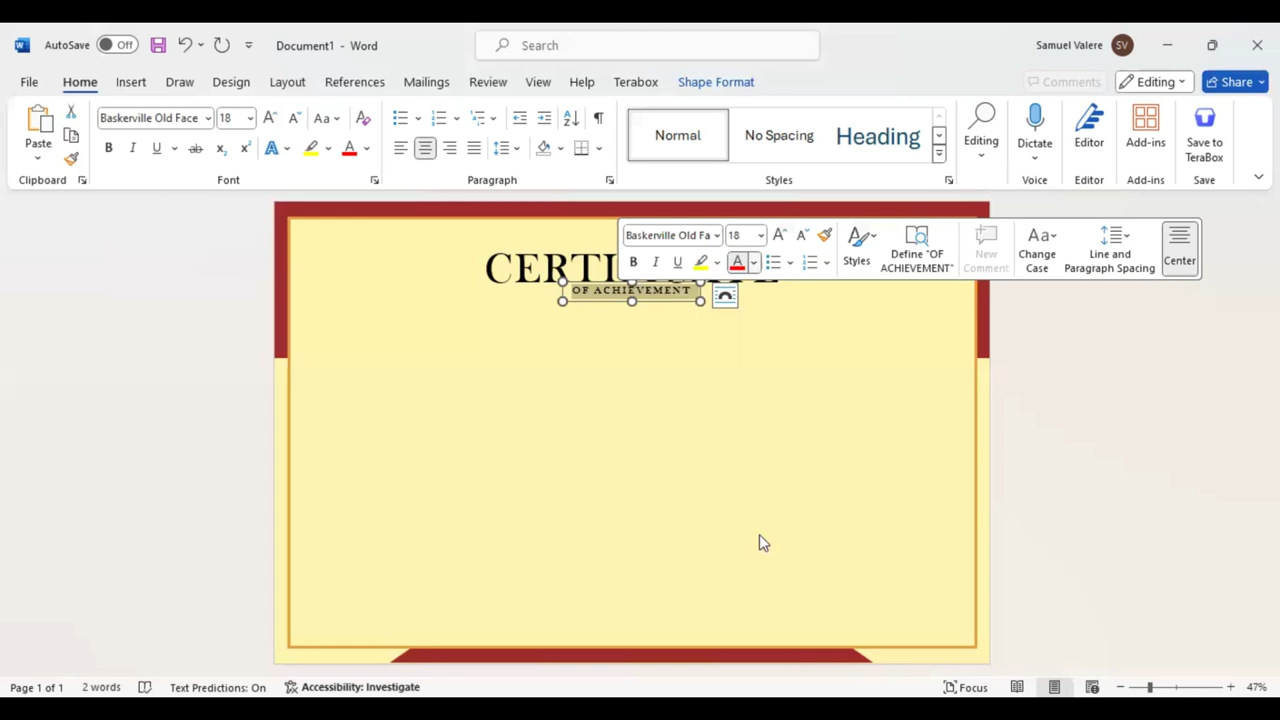 AutoSave Off Document1 - Word Search Samuel Valere SV
File Home Insert Draw Design Layout References Mailings Review View Help Terabox Shape Format Comments Editing Share
Paste
Clipboard
Baskerville Old Face 18
Font
Paragraph
Normal No Spacing Heading
Styles
Editing
Dictate
Voice
Editor
Editor
Add-ins
Add-ins
Save to
TeraBox
Save
Baskerville Old Fa 18
Styles
Define "OF
ACHIEVEMENT"
New
Comment
Change
Case
Line and
Paragraph Spacing
Center
OF ACHIEVEMENT
Page 1 of 1 2 words Text Predictions: On Accessibility: Investigate Focus 47%